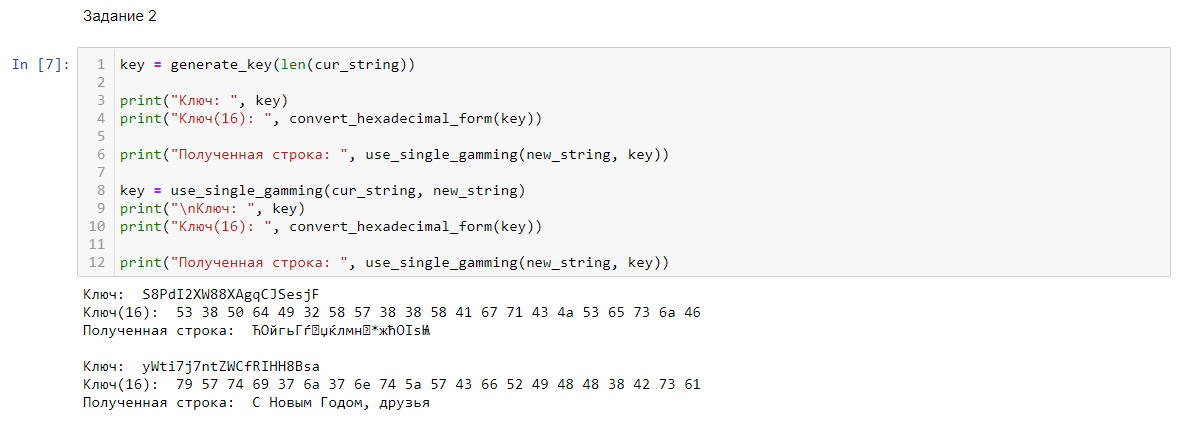 Задание 2
In [7]:
1 key = generate_key(len(cur_string))
2
3 print("Ключ: ", key)
4 print("Ключ(16): ", convert_hexadecimal_form(key))
5
6 print("Полученная строка: ", use_single_gamming(new_string, key))
7
8 key = use_single_gamming(cur_string, new_string)
9 print("\nКлюч: ", key)
10 print("Ключ(16): ", convert_hexadecimal_form(key))
11
12 print("Полученная строка: ", use_single_gamming(new_string, key))
Ключ:  S8PdI2XW88XAgqCJSesjF
Ключ(16):  53 38 50 64 49 32 58 57 38 38 58 41 67 71 43 4a 53 65 73 6a 46
Полученная строка:
Ключ:  yWti7j7ntZWCfRIHH8Bsa
Ключ(16):  79 57 74 69 37 6a 37 6e 74 5a 57 43 66 52 49 48 48 38 42 73 61
Полученная строка:  С Новым Годом, друзья